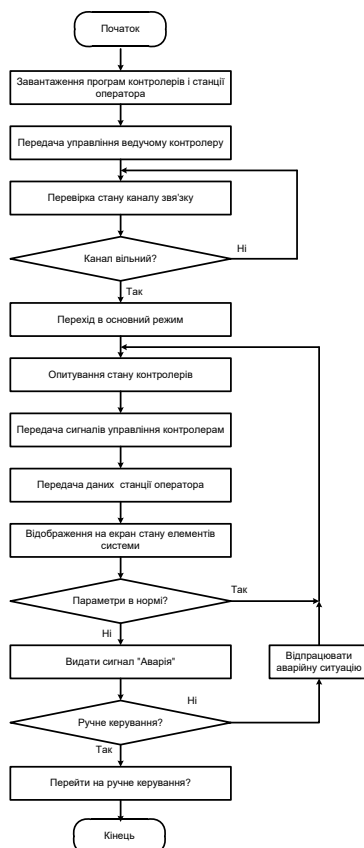 Початок
Завантаження програм контролерів і станції
оператора
Передача управління ведучому контролеру
Перевірка стану каналу звя'зку
Ні
Канал вільний?
Так
Перехід в основний режим
Опитування стану контролерів
Передача сигналів управління контролерам
Передача даних станції оператора
Відображення на екран стану елементів
системи
Так
Параметри в нормі?
Ні
Видати сигнал "Аварія"
Відпрацювати
аварійну ситуацію
Ні
Ручне керування?
Так
Перейти на ручне керування?
Кінець